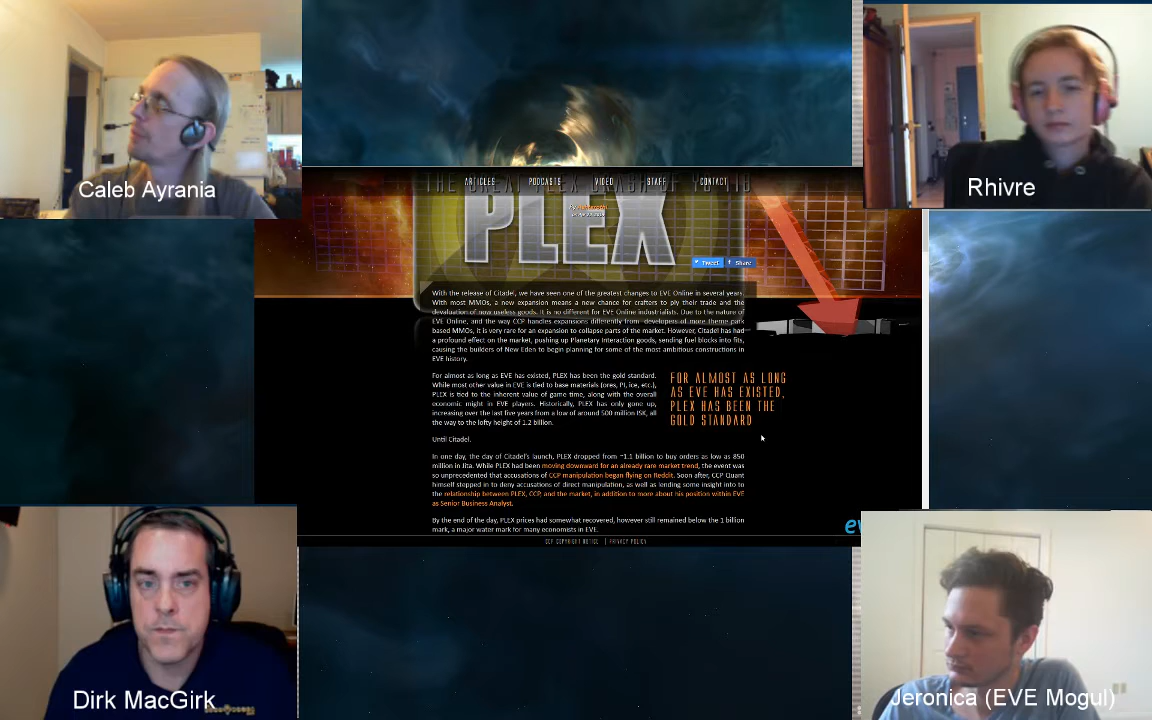 Caleb Ayrania
Rhivre
ARTICLES PODCASTS VIDEO STAFF CONTACT
THE GREAT PLEX CRASH OF
PLEX
Tweet Share
With the release of Citadel, we have seen one of the greatest changes to EVE Online in several years.
With most MMOs, a new expansion means a new chance for crafters to ply their trade and the
devaluation of now useless goods. It is no different for EVE Online industrialists. Due to the nature of
EVE Online, and the way CCP handles expansions differently from developers of more theme park
based MMOs, it is very rare for an expansion to collapse parts of the market. However, Citadel has had
a profound effect on the market, pushing up Planetary Interaction goods, sending fuel blocks into fits,
causing the builders of New Eden to begin planning for some of the most ambitious constructions in
EVE history.
For almost as long as EVE has existed, PLEX has been the gold standard.
While most other value in EVE is tied to base materials (ores, PI, ice, etc.),
PLEX is tied to the inherent value of game time, along with the overall
economic might in EVE players. Historically, PLEX has only gone up,
increasing over the last five years from a low of around 500 million ISK, all
the way to the lofty height of 1.2 billion.
FOR ALMOST AS LONG
AS EVE HAS EXISTED,
PLEX HAS BEEN THE
GOLD STANDARD
Until Citadel.
In one day, the day of Citadel's launch, PLEX dropped from ~1.1 billion to buy orders as low as 850
million in Jita. While PLEX had been moving downward for an already rare market trend, the event was
so unprecedented that accusations of CCP manipulation began flying on Reddit. Soon after, CCP Quant
himself stepped in to deny accusations of direct manipulation, as well as lending some insight into to
the relationship between PLEX, CCP, and the market, in addition to more about his position within EVE
as Senior Business Analyst.
By the end of the day, PLEX prices had somewhat recovered, however still remained below the 1 billion
mark, a major water mark for many economists in EVE.
ev
CCP COPYRIGHT NOTICE | PRIVACY POLICY
Dirk MacGirk
Jeronica (EVE Mogul)